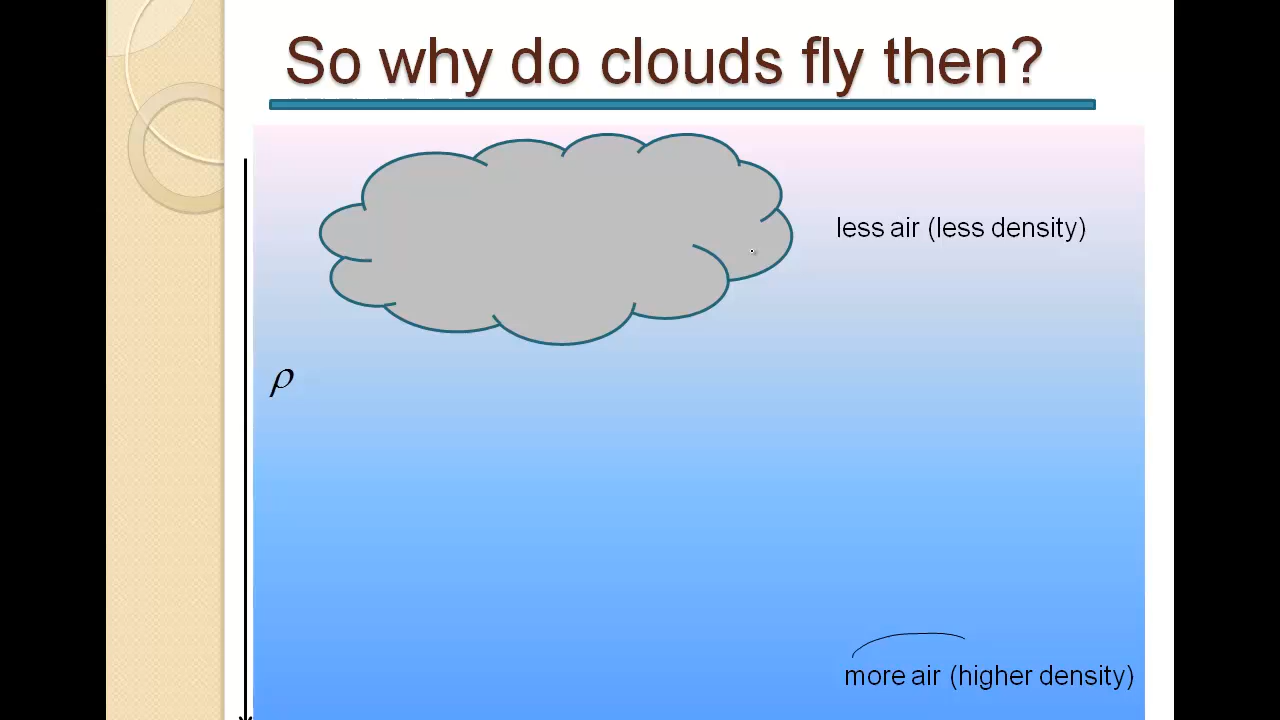 So why do clouds fly then?
less air (less density)
ρ
more air (higher density)